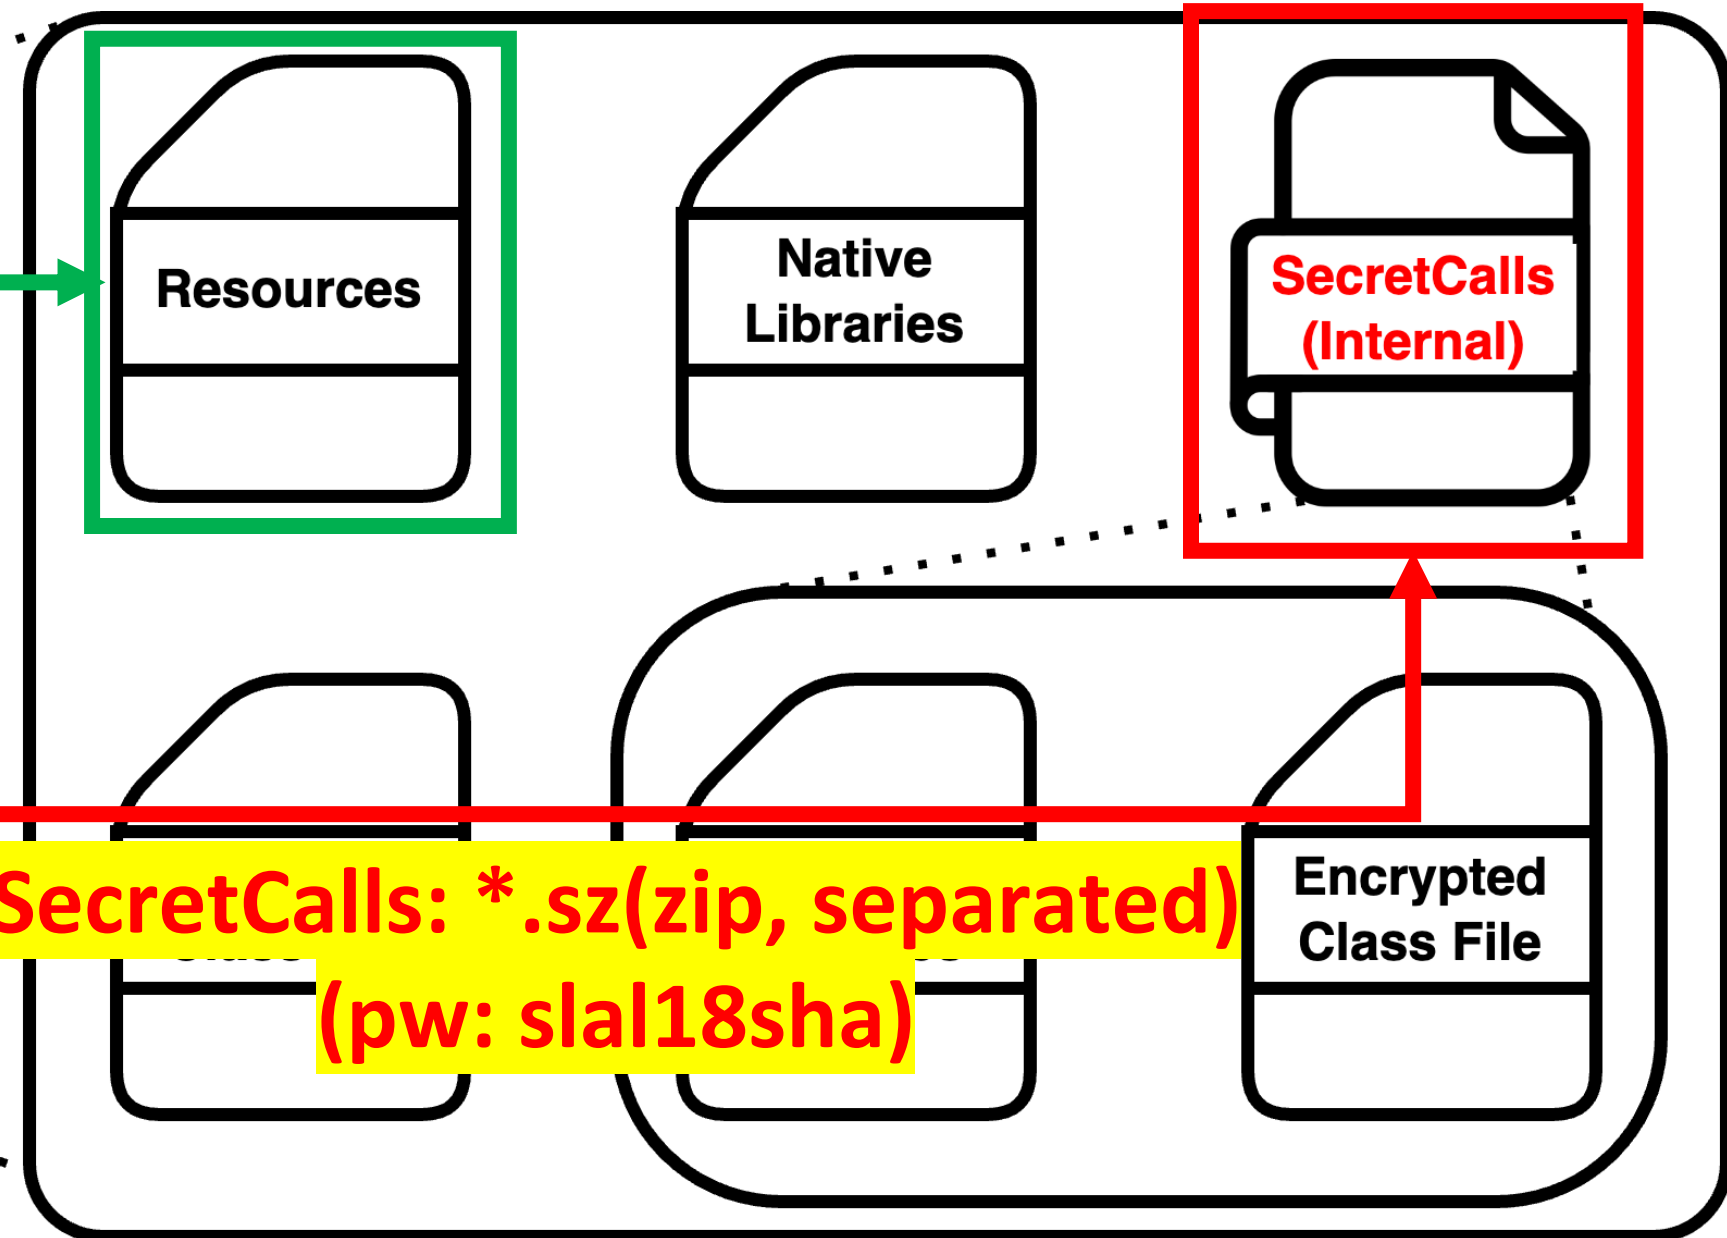 Resources
Native
Libraries
SecretCalls
(Internal)
SecretCalls: *.sz(zip, separated)
(pw: slal18sha)
Encrypted
Class File